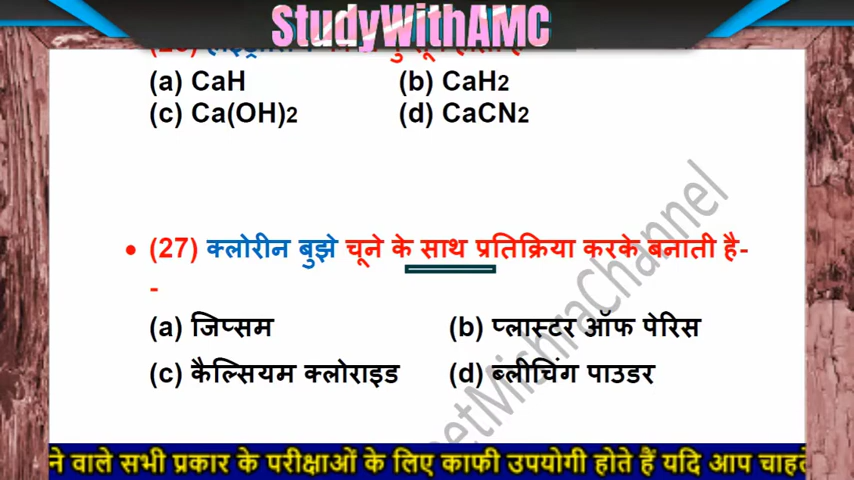 StudyWithAMC
(a) CaH (b) CaH2
(c) Ca(OH)2 (d) CaCN2
• (27) क्लोरीन बुझे चूने के साथ प्रतिक्रिया करके बनाती है-
-
(a) जिप्सम (b) प्लास्टर ऑफ पेरिस
(c) कैल्सियम क्लोराइड (d) ब्लीचिंग पाउडर
etMishraChannel
ने वाले सभी प्रकार के परीक्षाओं के लिए काफी उपयोगी होते हैं यदि आप चाहते